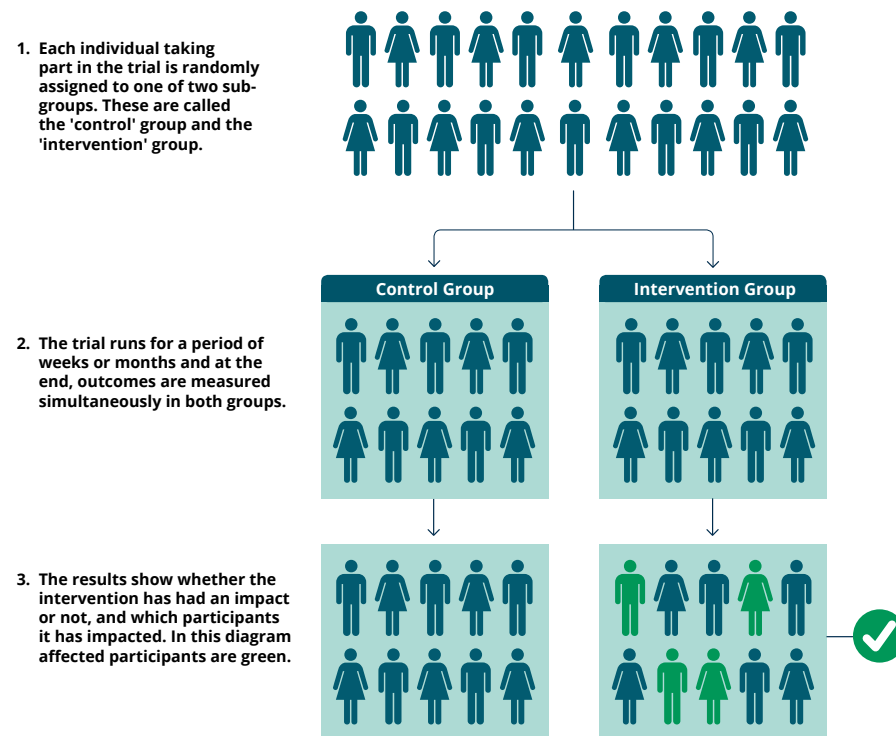 1. Each individual taking
part in the trial is randomly
assigned to one of two sub-
groups. These are called
the 'control' group and the
'intervention' group.
Control Group
Intervention Group
2. The trial runs for a period of
weeks or months and at the
end, outcomes are measured
simultaneously in both groups.
3. The results show whether the
intervention has had an impact
or not, and which participants
it has impacted. In this diagram
affected participants are green.